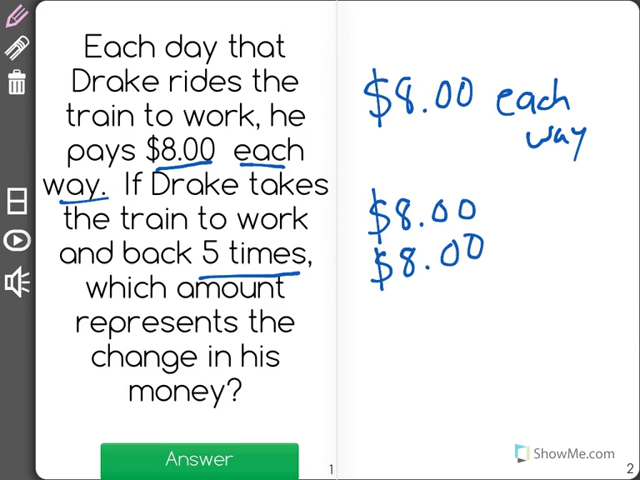 Each day that
Drake rides the
train to work, he
pays $8.00 each
way. If Drake takes
the train to work
and back 5 times,
which amount
represents the
change in his
money?
Answer
1
$8.00 each
way
$8.00
$8.00
ShowMe.com
2